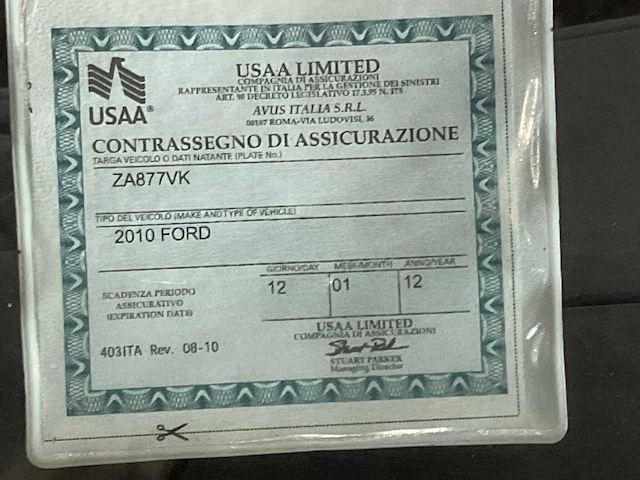 USAA LIMITED
COMPAGNIA DI ASSICURAZIONI
RAPPRESENTANTE IN ITALIA PER LA GESTIONE DEI SINISTRI
ART. 90 DECRETO LEGISLATIVO 17.3.95 N. 175
USAA®
AVUS ITALIA S.R.L.
00187 ROMA-VIA LUDOVISI, 36
CONTRASSEGNO DI ASSICURAZIONE
TARGA VEICOLO O DATI NATANTE (PLATE No.)
ZA877VK
TIPO DEL VEICOLO (MAKE AND TYPE OF VEHICLE)
2010 FORD
GIORNO/DAY MESE/MONTH ANNO/YEAR
12 01 12
SCADENZA PERIODO
ASSICURATIVO
(EXPIRATION DATE)
USAA LIMITED
COMPAGNIA DI ASSICURAZIONI
403ITA Rev. 08-10
STUART PARKER
Managing Director